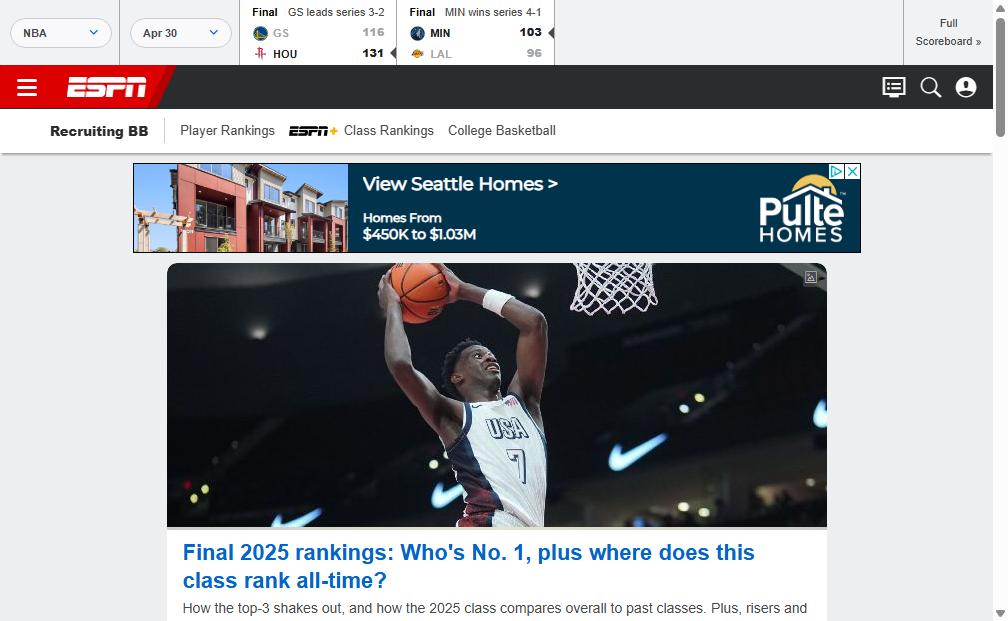 NBA
Apr 30
Final GS leads series 3-2
GS 116
HOU 131
Final MIN wins series 4-1
MIN 103
LAL 96
Full
Scoreboard »
ESPN
Recruiting BB
Player Rankings
ESPN+ Class Rankings
College Basketball
View Seattle Homes >
Homes From
$450K to $1.03M
Pulte
HOMES
USA
7
Final 2025 rankings: Who's No. 1, plus where does this
class rank all-time?
How the top-3 shakes out, and how the 2025 class compares overall to past classes. Plus, risers and